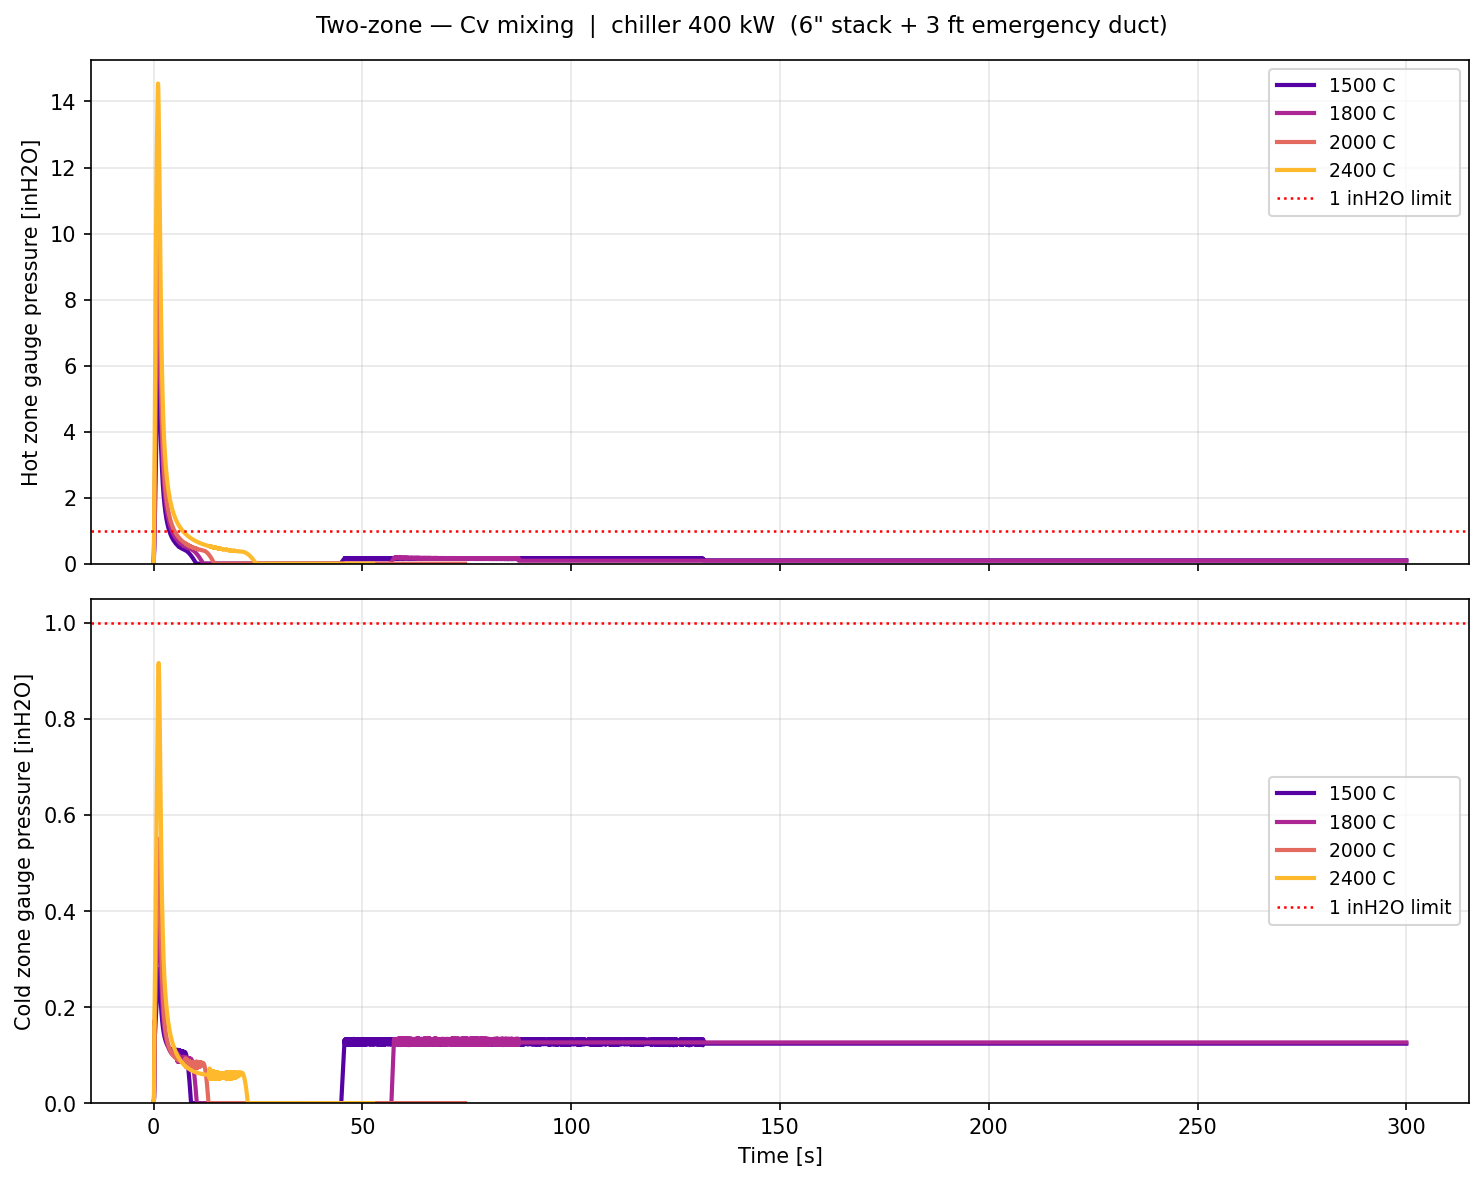 Two-zone — Cv mixing | chiller 400 kW (6" stack + 3 ft emergency duct)
Hot zone gauge pressure [inH2O]
14
12
10
8
6
4
2
0
1500 C
1800 C
2000 C
2400 C
1 inH2O limit
Cold zone gauge pressure [inH2O]
1.0
0.8
0.6
0.4
0.2
0.0
1500 C
1800 C
2000 C
2400 C
1 inH2O limit
0 50 100 150 200 250 300
Time [s]